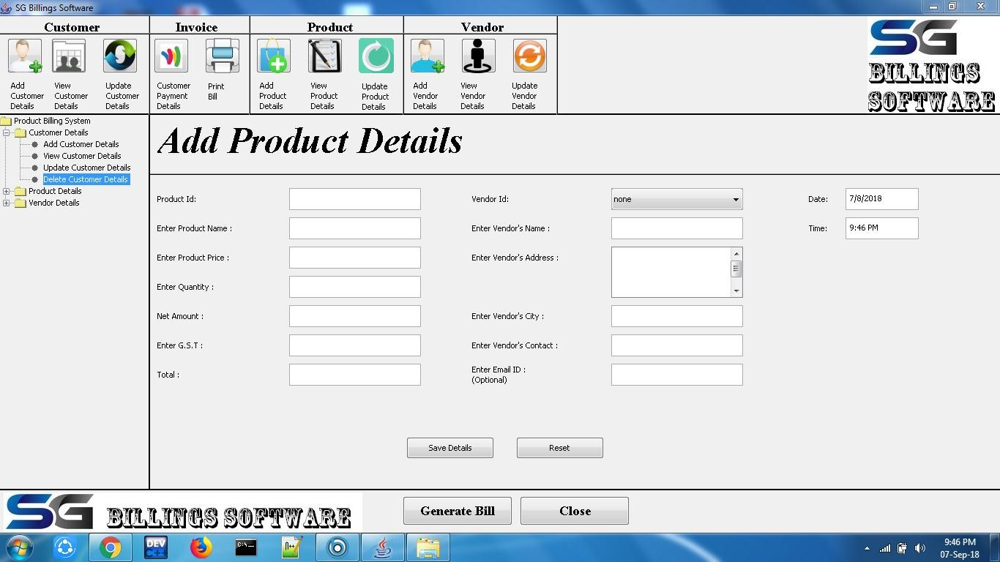 SG Billings Software
Customer
Invoice
Product
Vendor
Add Customer Details
View Customer Details
Update Customer Details
Customer Payment Details
Print Bill
Add Product Details
View Product Details
Update Product Details
Add Vendor Details
View Vendor Details
Update Vendor Details
SG
BILLINGS
SOFTWARE
Product Billing System
Customer Details
Add Customer Details
View Customer Details
Update Customer Details
Delete Customer Details
Product Details
Vendor Details
Add Product Details
Product Id:
Vendor Id:
none
Date:
7/8/2018
Enter Product Name :
Enter Vendor's Name :
Time:
9:46 PM
Enter Product Price :
Enter Vendor's Address :
Enter Quantity :
Net Amount :
Enter Vendor's City :
Enter G.S.T :
Enter Vendor's Contact :
Total :
Enter Email ID :
(Optional)
Save Details
Reset
SG BILLINGS SOFTWARE
Generate Bill
Close
DEV
C++
C:\
N++
9:46 PM
07-Sep-18